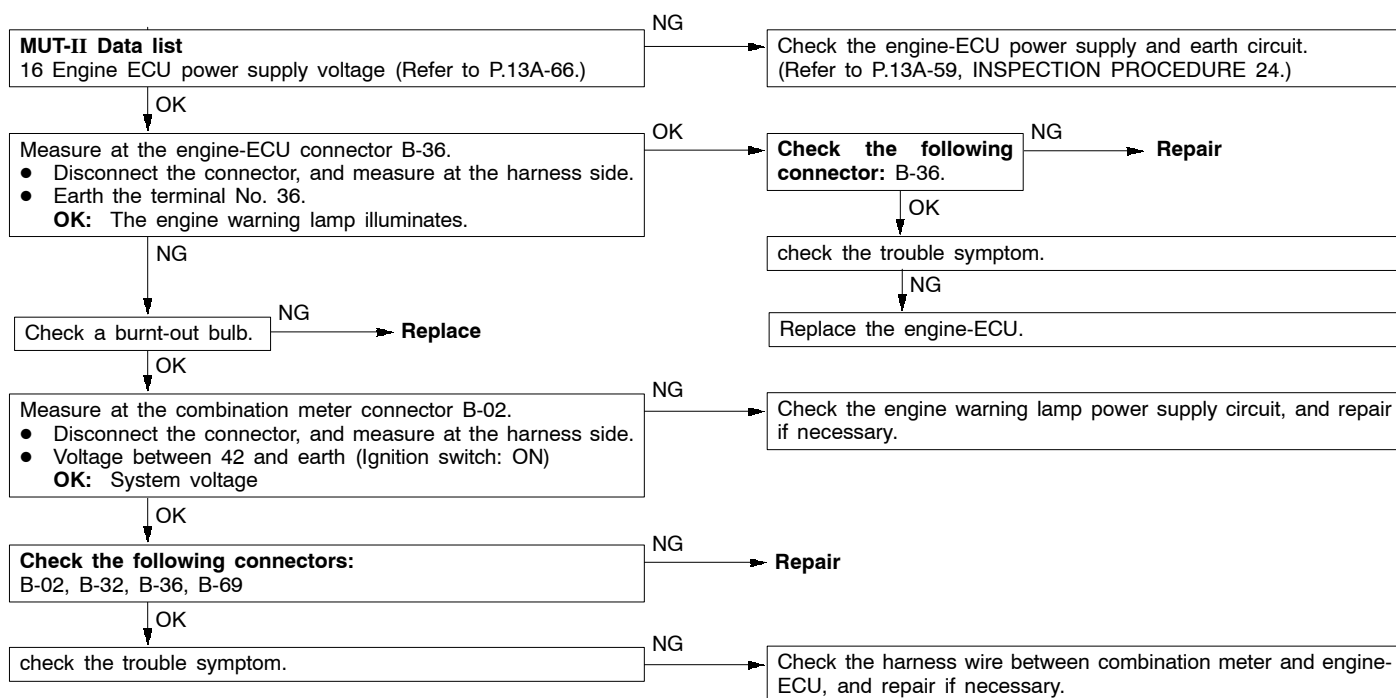 MUT-II Data list
16 Engine ECU power supply voltage (Refer to P.13A-66.)
NG
Check the engine-ECU power supply and earth circuit.
(Refer to P.13A-59, INSPECTION PROCEDURE 24.)
OK
Measure at the engine-ECU connector B-36.
● Disconnect the connector, and measure at the harness side.
● Earth the terminal No. 36.
OK: The engine warning lamp illuminates.
OK
Check the following
connector: B-36.
NG
Repair
OK
check the trouble symptom.
NG
Replace the engine-ECU.
NG
Check a burnt-out bulb.
NG
Replace
OK
Measure at the combination meter connector B-02.
● Disconnect the connector, and measure at the harness side.
● Voltage between 42 and earth (Ignition switch: ON)
OK: System voltage
NG
Check the engine warning lamp power supply circuit, and repair
if necessary.
OK
Check the following connectors:
B-02, B-32, B-36, B-69
NG
Repair
OK
check the trouble symptom.
NG
Check the harness wire between combination meter and engine-
ECU, and repair if necessary.